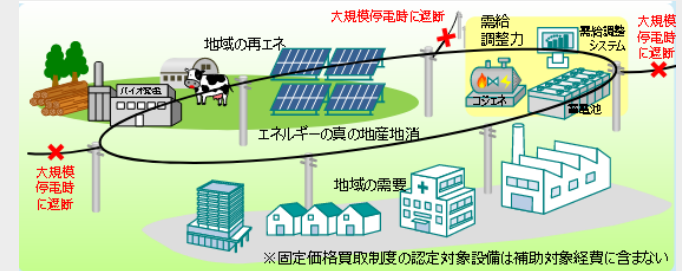 大規模停電時に遮断
需給
調整力
需給調整
システム
大規模
停電時
に遮断
地域の再エネ
バイオ発電
コジェネ
蓄電池
エネルギーの真の地産地消
大規模
停電時
に遮断
地域の需要
※固定価格買取制度の認定対象設備は補助対象経費に含まない